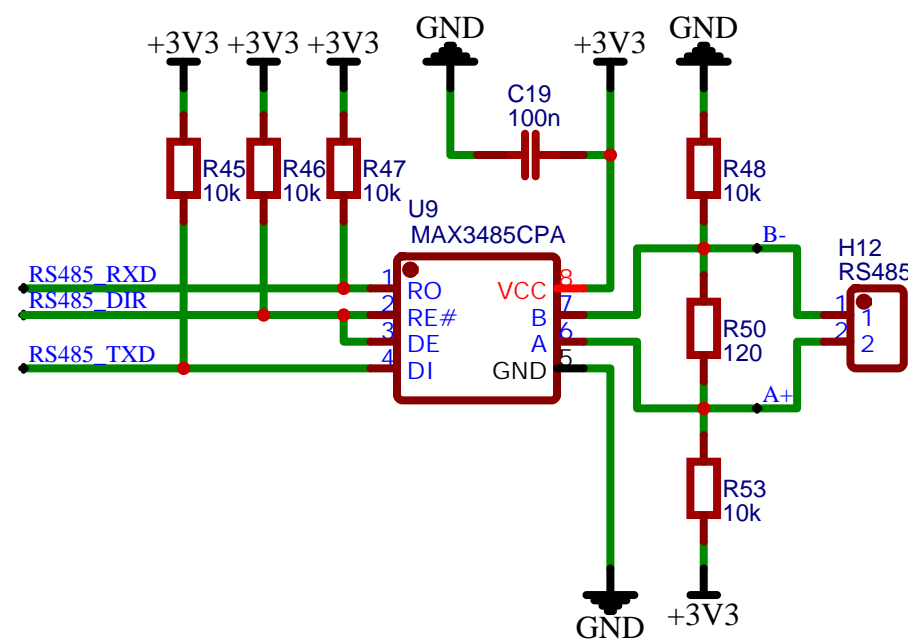 GND
GND
+3V3
+3V3
+3V3
+3V3
C19
100n
R45
10k
R46
10k
R47
10k
R48
10k
U9
MAX3485CPA
B-
H12
RS485
RS485_RXD
1
RO
VCC
8
RS485_DIR
2
RE#
B
7
3
DE
A
6
RS485_TXD
4
DI
GND
5
1
1
2
2
R50
120
A+
R53
10k
GND
+3V3